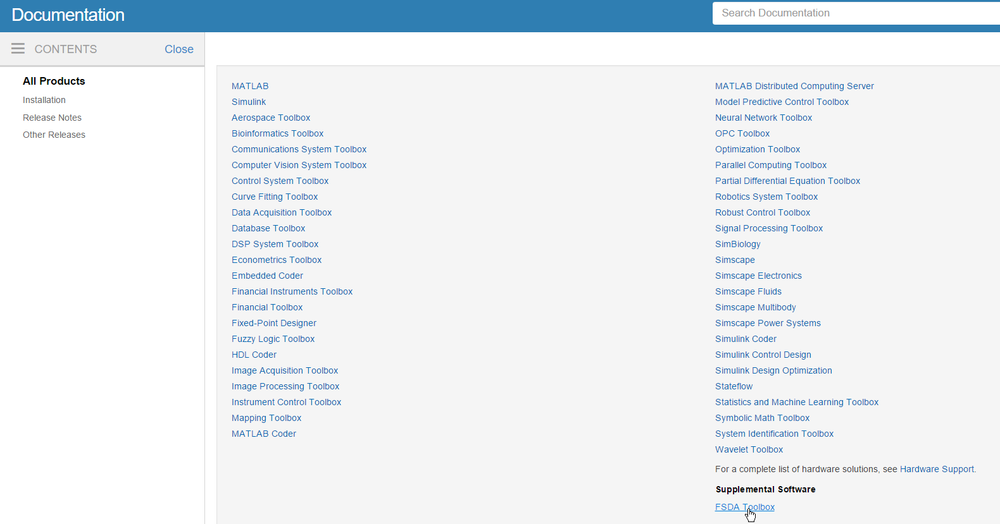 Documentation
Search Documentation
CONTENTS
Close
All Products
Installation
Release Notes
Other Releases
MATLAB
Simulink
Aerospace Toolbox
Bioinformatics Toolbox
Communications System Toolbox
Computer Vision System Toolbox
Control System Toolbox
Curve Fitting Toolbox
Data Acquisition Toolbox
Database Toolbox
DSP System Toolbox
Econometrics Toolbox
Embedded Coder
Financial Instruments Toolbox
Financial Toolbox
Fixed-Point Designer
Fuzzy Logic Toolbox
HDL Coder
Image Acquisition Toolbox
Image Processing Toolbox
Instrument Control Toolbox
Mapping Toolbox
MATLAB Coder
MATLAB Distributed Computing Server
Model Predictive Control Toolbox
Neural Network Toolbox
OPC Toolbox
Optimization Toolbox
Parallel Computing Toolbox
Partial Differential Equation Toolbox
Robotics System Toolbox
Robust Control Toolbox
Signal Processing Toolbox
SimBiology
Simscape
Simscape Electronics
Simscape Fluids
Simscape Multibody
Simscape Power Systems
Simulink Coder
Simulink Control Design
Simulink Design Optimization
Stateflow
Statistics and Machine Learning Toolbox
Symbolic Math Toolbox
System Identification Toolbox
Wavelet Toolbox
For a complete list of hardware solutions, see Hardware Support.
Supplemental Software
FSDA Toolbox